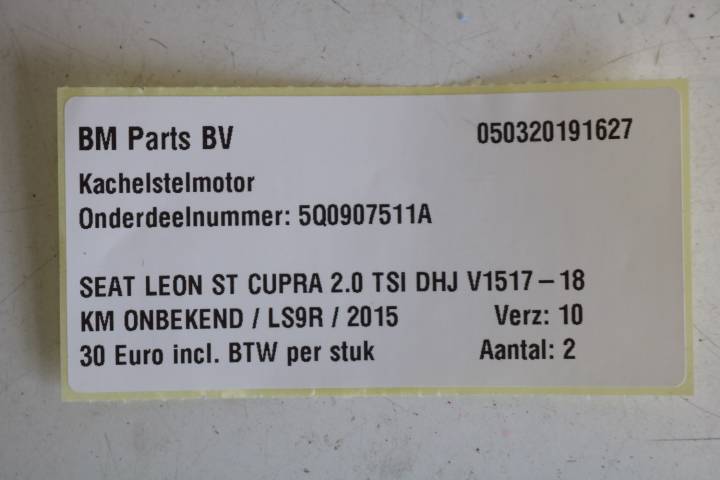 BM Parts BV 050320191627
Kachelstelmotor
Onderdeelnummer: 5Q0907511A
SEAT LEON ST CUPRA 2.0 TSI DHJ V1517 – 18
KM ONBEKEND / LS9R / 2015 Verz: 10
30 Euro incl. BTW per stuk Aantal: 2